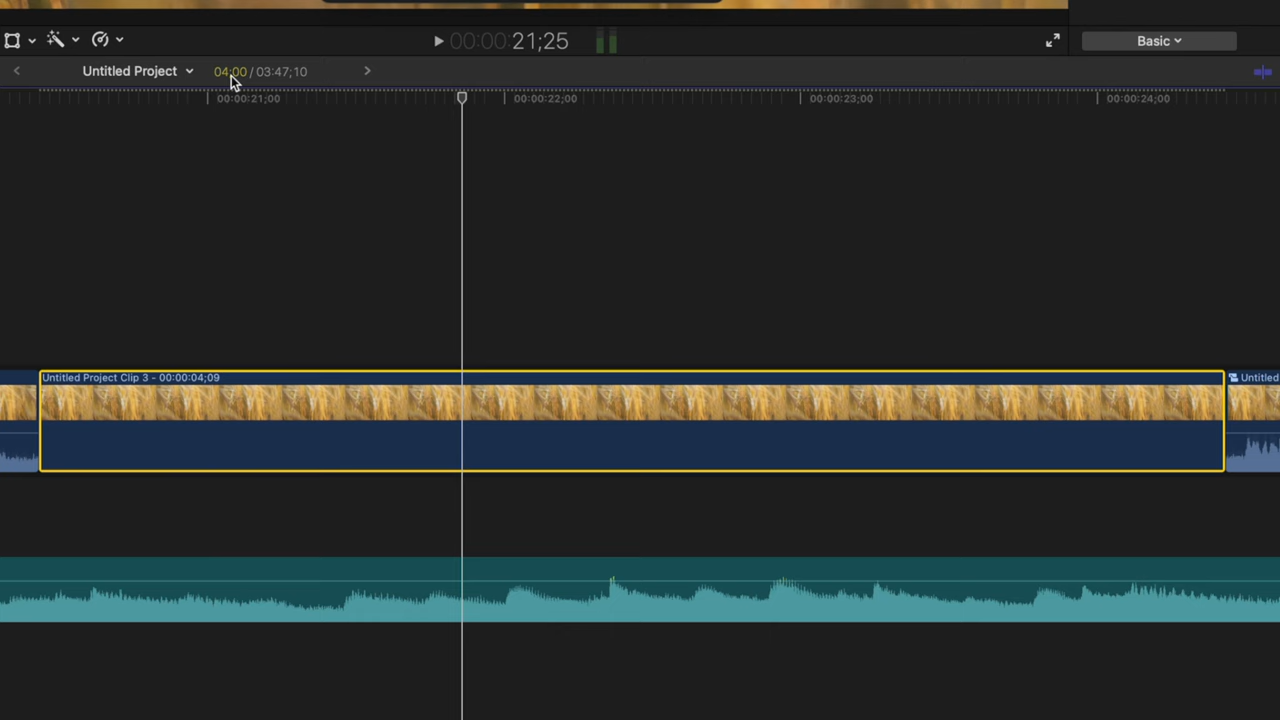 00:00:21;25
Basic
Untitled Project 04:00 / 03:47;10
00:00:21;00 00:00:22;00 00:00:23;00 00:00:24;00
Untitled Project Clip 3 - 00:00:04;09 Untitled